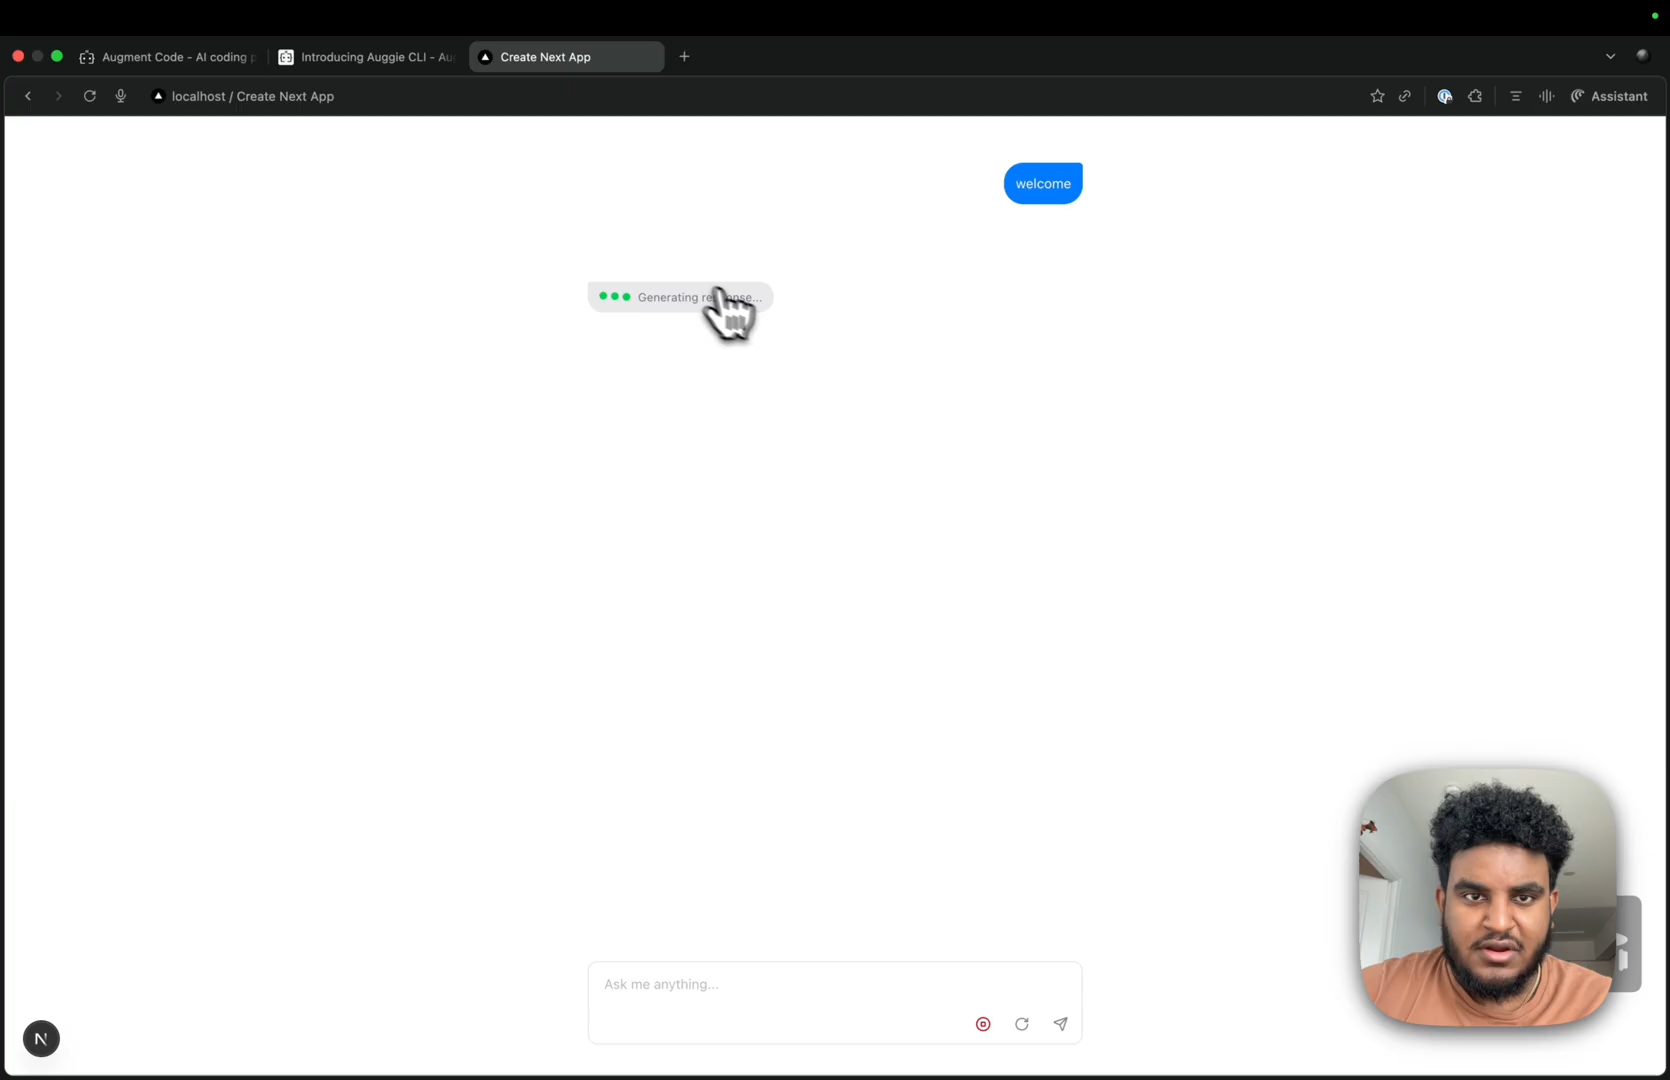 Augment Code - AI coding p
Introducing Auggie CLI - Aug
Create Next App
localhost / Create Next App
Assistant
welcome
Generating
Ask me anything...
N